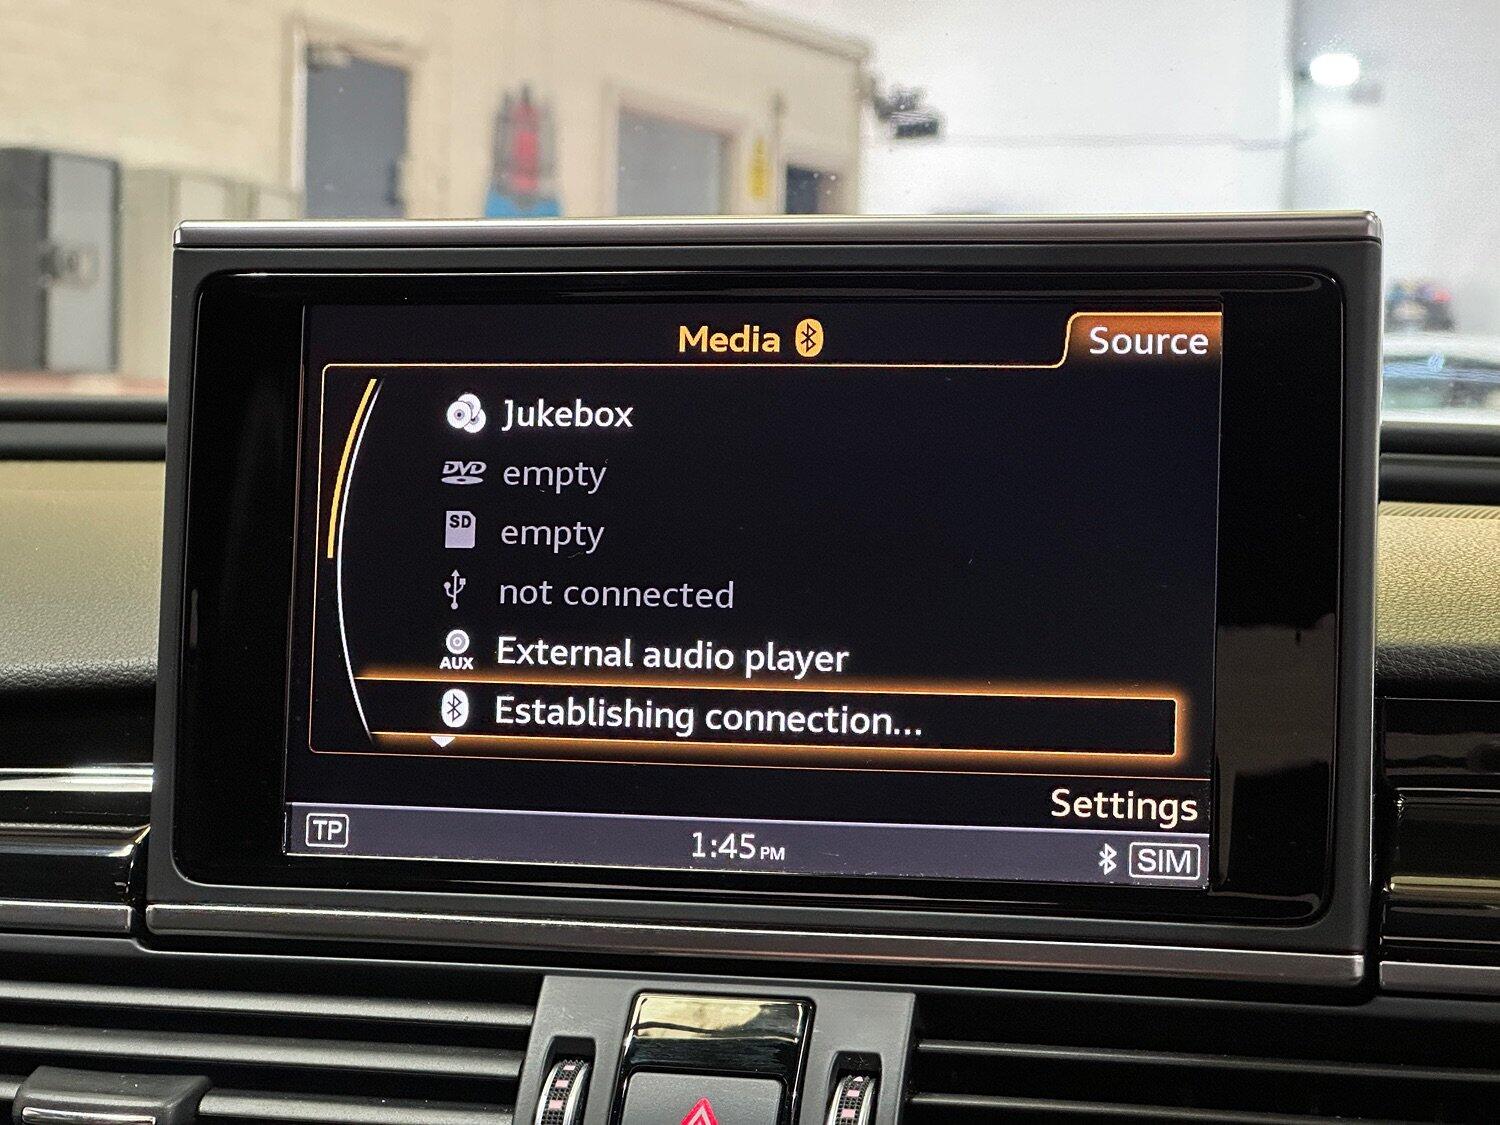 Media
Source
Jukebox
DVD empty
SD empty
not connected
AUX External audio player
Establishing connection...
Settings
TP 1:45 PM SIM